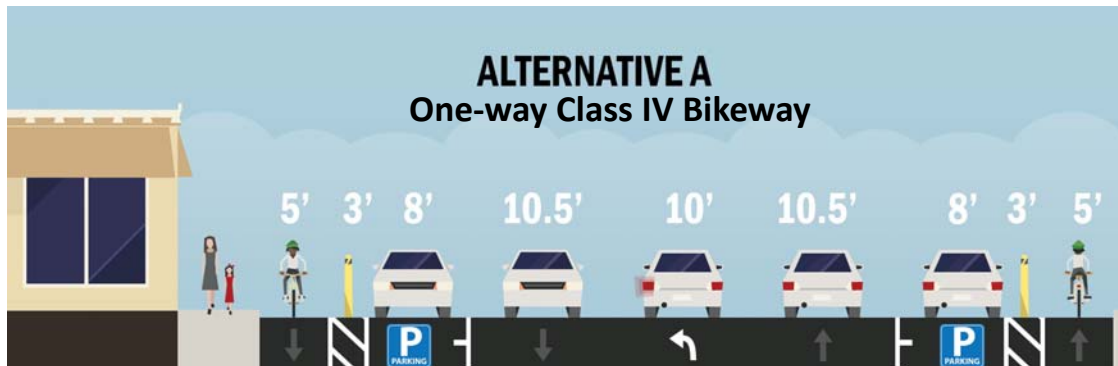 ALTERNATIVE A
One-way Class IV Bikeway
5’ 3’ 8’ 10.5’ 10’ 10.5’ 8’ 3’ 5’
P P
PARKING PARKING